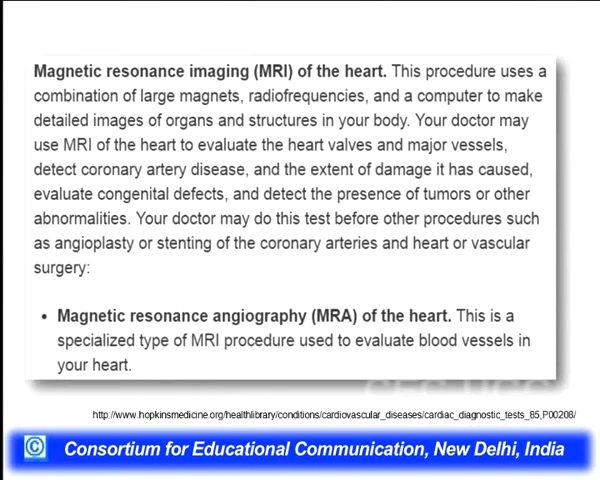 Magnetic resonance imaging (MRI) of the heart. This procedure uses a
combination of large magnets, radiofrequencies, and a computer to make
detailed images of organs and structures in your body. Your doctor may
use MRI of the heart to evaluate the heart valves and major vessels,
detect coronary artery disease, and the extent of damage it has caused,
evaluate congenital defects, and detect the presence of tumors or other
abnormalities. Your doctor may do this test before other procedures such
as angioplasty or stenting of the coronary arteries and heart or vascular
surgery:
• Magnetic resonance angiography (MRA) of the heart. This is a
specialized type of MRI procedure used to evaluate blood vessels in
your heart.
CEC-UGC
http://www.hopkinsmedicine.org/healthlibrary/conditions/cardiovascular_diseases/cardiac_diagnostic_tests_85,P00208/
© Consortium for Educational Communication, New Delhi, India